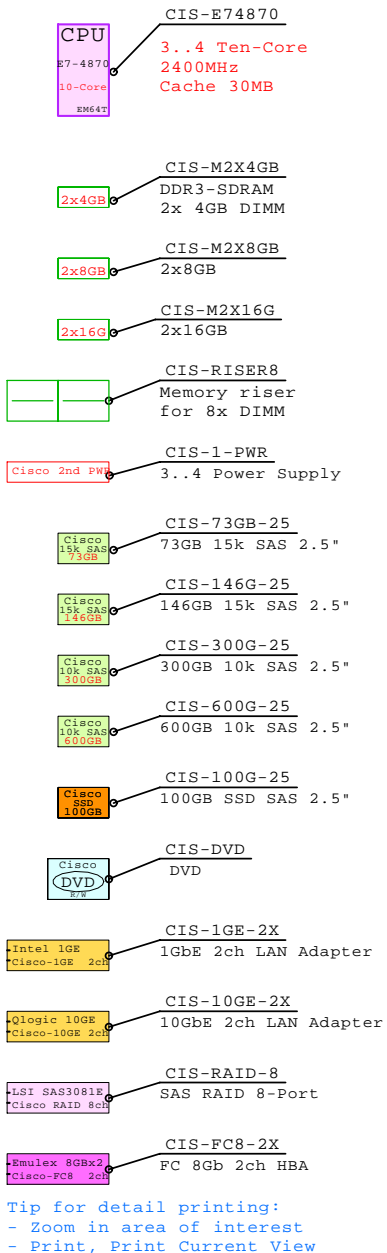 CIS-E74870
CPU
E7-4870
10-Core
EM64T
3..4 Ten-Core
2400MHz
Cache 30MB
CIS-M2X4GB
2x4GB
DDR3-SDRAM
2x 4GB DIMM
CIS-M2X8GB
2x8GB
2x8GB
CIS-M2X16G
2x16G
2x16GB
CIS-RISER8
Memory riser
for 8x DIMM
CIS-1-PWR
Cisco 2nd PWR
3..4 Power Supply
CIS-73GB-25
Cisco
15k SAS
73GB
73GB 15k SAS 2.5"
CIS-146G-25
Cisco
15k SAS
146GB
146GB 15k SAS 2.5"
CIS-300G-25
Cisco
10k SAS
300GB
300GB 10k SAS 2.5"
CIS-600G-25
Cisco
10k SAS
600GB
600GB 10k SAS 2.5"
CIS-100G-25
Cisco
SSD
100GB
100GB SSD SAS 2.5"
CIS-DVD
Cisco
DVD
R/W
DVD
CIS-1GE-2X
Intel 1GE
Cisco-1GE 2ch
1GbE 2ch LAN Adapter
CIS-10GE-2X
Qlogic 10GE
Cisco-10GE 2ch
10GbE 2ch LAN Adapter
CIS-RAID-8
LSI SAS3081E
Cisco RAID 8ch
SAS RAID 8-Port
CIS-FC8-2X
Emulex 8GBx2
Cisco-FC8 2ch
FC 8Gb 2ch HBA
Tip for detail printing:
- Zoom in area of interest
- Print, Print Current View